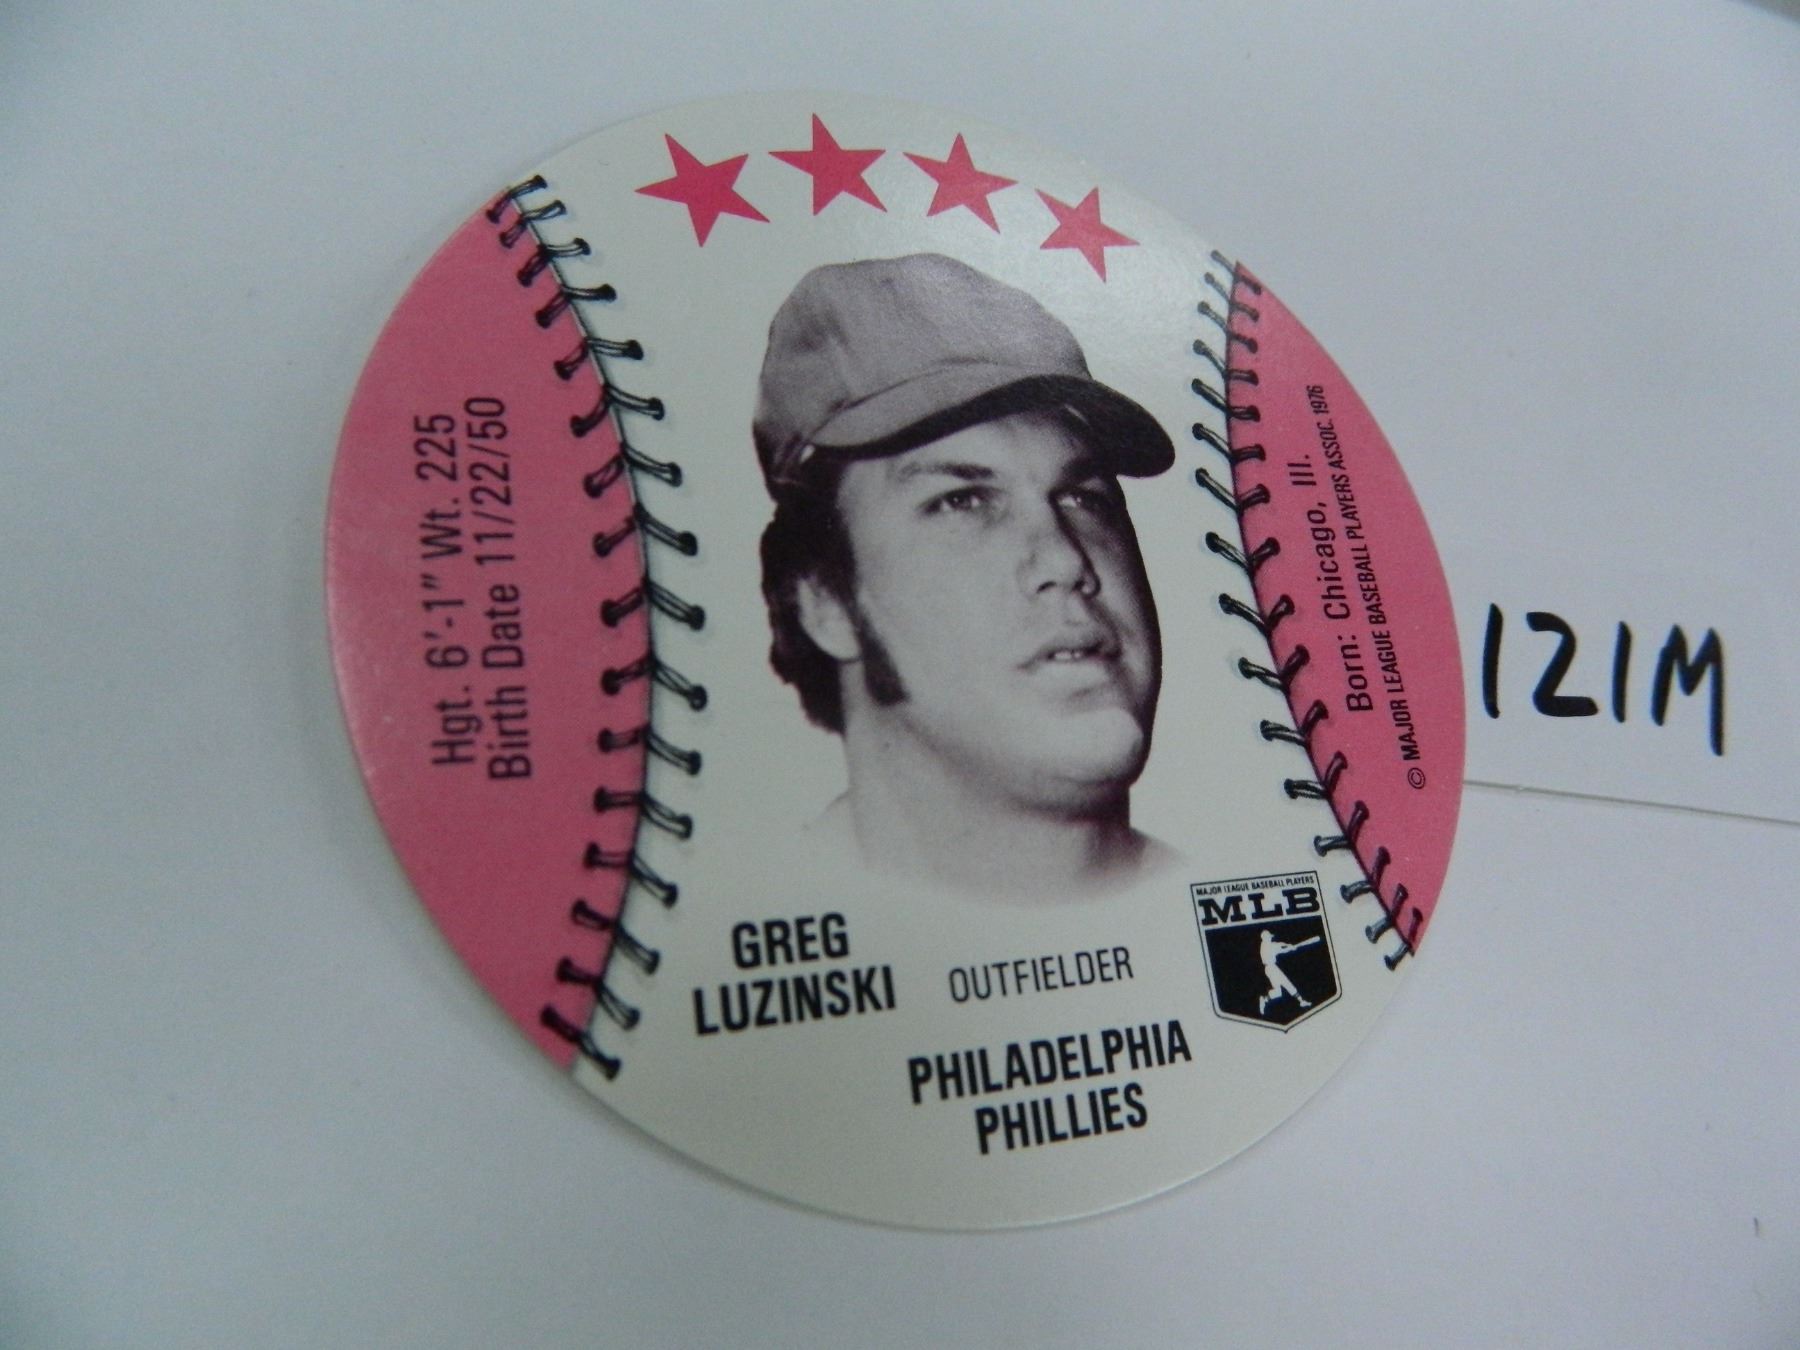 Hgt. 6'-1" Wt. 225
Birth Date 11/22/50
GREG
LUZINSKI
OUTFIELDER
PHILADELPHIA
PHILLIES
MAJOR LEAGUE BASEBALL PLAYERS
MLB
Born: Chicago, Ill.
© MAJOR LEAGUE BASEBALL PLAYERS ASSOC. 1976
121M